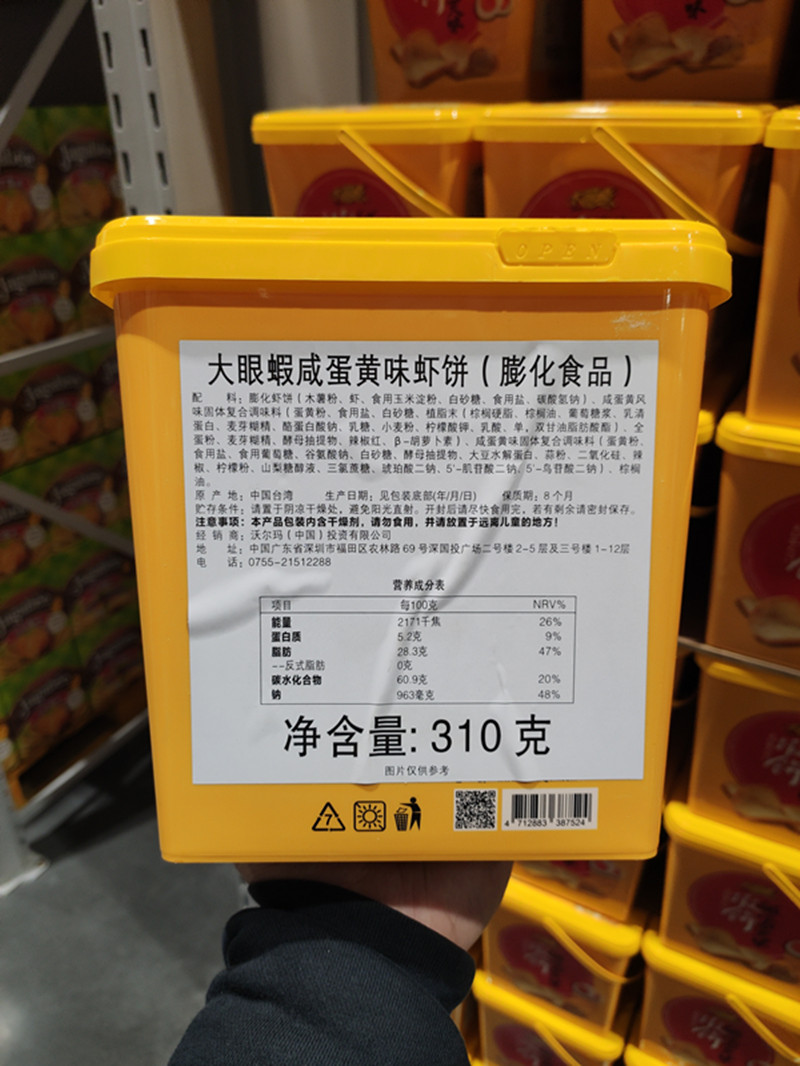 OPEN
大眼蝦咸蛋黄味虾饼（膨化食品）
配 料：膨化虾饼（木薯粉、虾、食用玉米淀粉、白砂糖、食用盐、碳酸氢钠）、咸蛋黄风
味固体复合调味料（蛋黄粉、食用盐、白砂糖、植脂末（棕榈硬脂、棕榈油、葡萄糖浆、乳清
蛋白、麦芽糊精、酪蛋白酸钠、乳糖、小麦粉、柠檬酸钾、乳酸、单，双甘油脂肪酸酯）、全
蛋粉、麦芽糊精、酵母抽提物、辣椒红、β-胡萝卜素）、咸蛋黄味固体复合调味料（蛋黄粉、
食用盐、食用葡萄糖、谷氨酸钠、白砂糖、酵母抽提物、大豆水解蛋白、蒜粉、二氧化硅、辣
椒、柠檬粉、山梨糖醇液、三氯蔗糖、琥珀酸二钠、5'-肌苷酸二钠、5'-鸟苷酸二钠）、棕榈
油。
原 产 地：中国台湾 生产日期：见包装底部(年/月/日) 保质期：8个月
贮存条件：请置于阴凉干燥处，避免阳光直射。开封后请尽快食用完，若有剩余请密封保存。
注意事项：本产品包装内含干燥剂，请勿食用，并请放置于远离儿童的地方！
经 销 商：沃尔玛（中国）投资有限公司
地 址：中国广东省深圳市福田区农林路69号深国投广场二号楼2-5层及三号楼1-12层
电 话：0755-21512288
营养成分表
项目 每100克 NRV%
能量 2171千焦 26%
蛋白质 5.2克 9%
脂肪 28.3克 47%
--反式脂肪 0克
碳水化合物 60.9克 20%
钠 963毫克 48%
净含量: 310 克
图片仅供参考
7
4 712883 387524